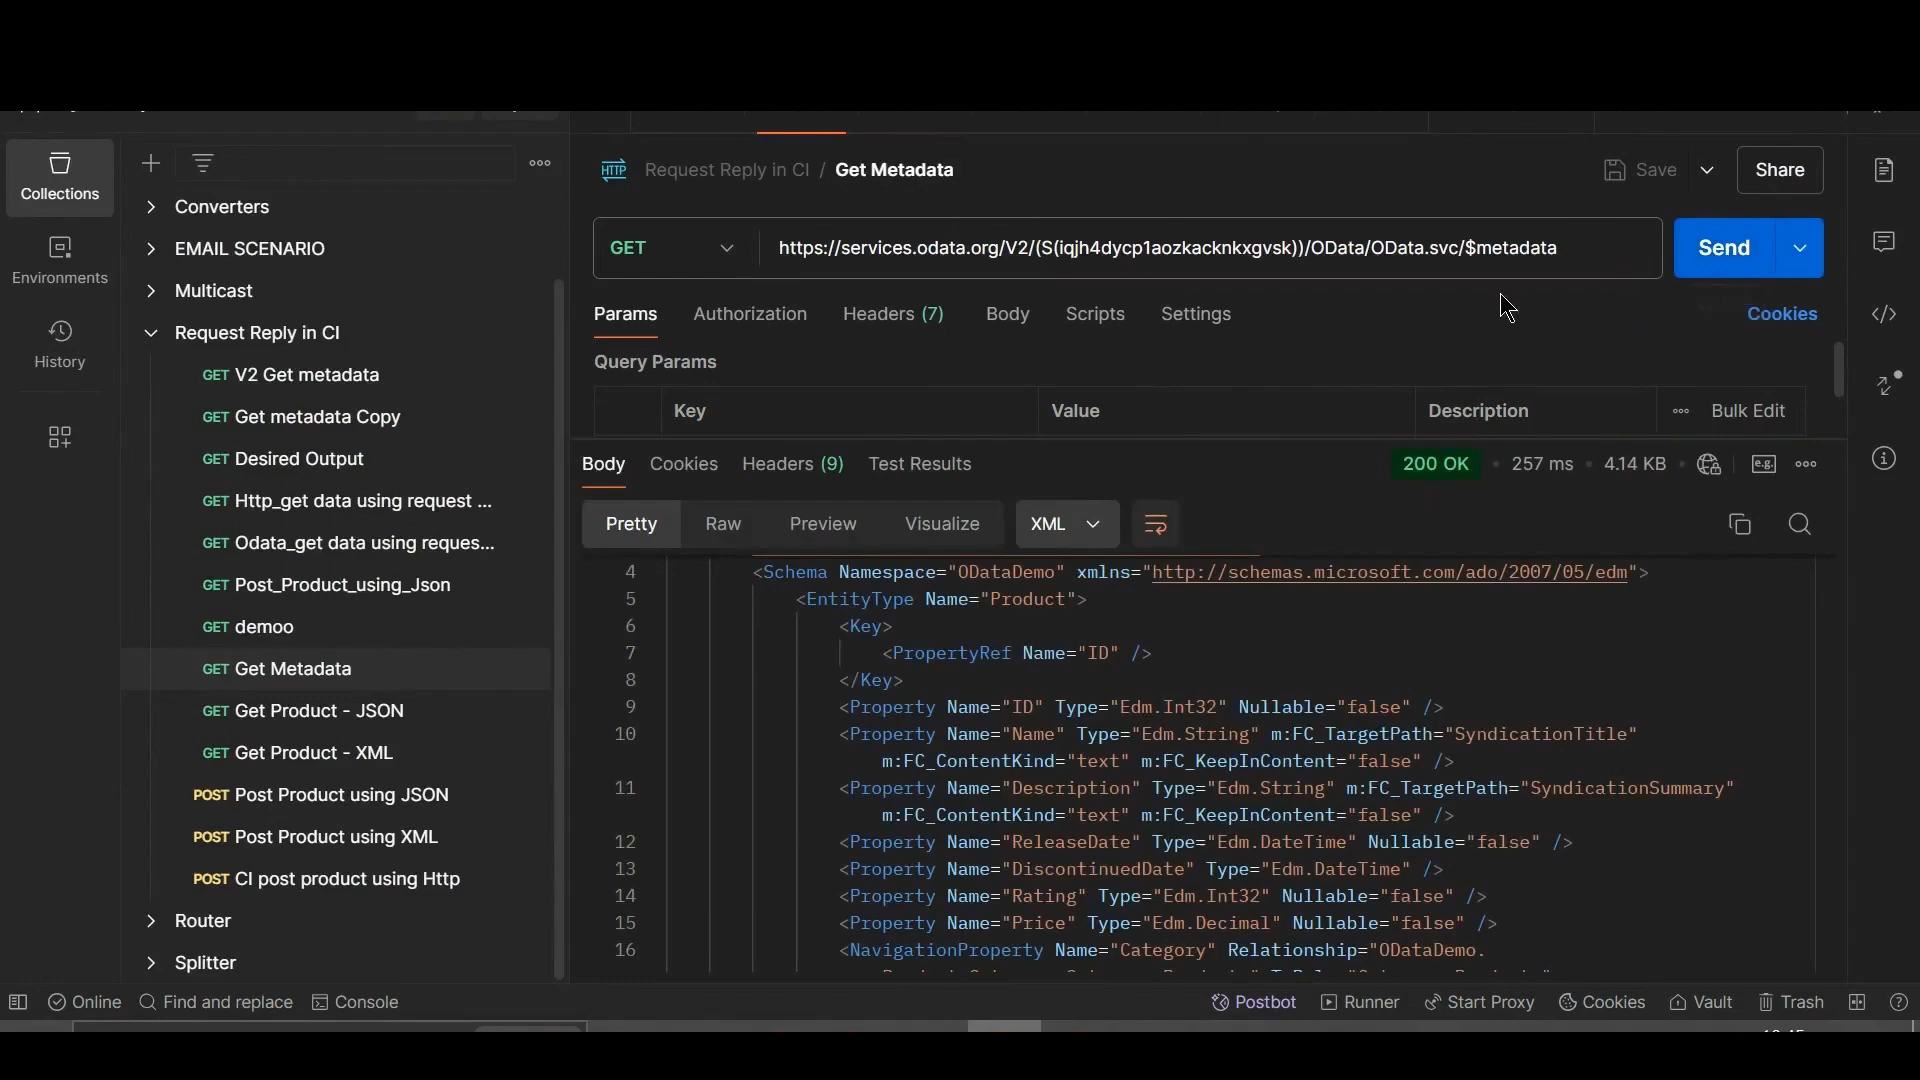 Collections
Environments
History
Converters
EMAIL SCENARIO
Multicast
Request Reply in CI
GET V2 Get metadata
GET Get metadata Copy
GET Desired Output
GET Http_get data using request ...
GET Odata_get data using reques...
GET Post_Product_using_Json
GET demoo
GET Get Metadata
GET Get Product - JSON
GET Get Product - XML
POST Post Product using JSON
POST Post Product using XML
POST CI post product using Http
Router
Splitter
HTTP Request Reply in CI / Get Metadata
Save
Share
GET https://services.odata.org/V2/(S(iqjh4dycp1aozkacknkxgvsk))/OData/OData.svc/$metadata
Send
Params Authorization Headers (7) Body Scripts Settings
Cookies
Query Params
Key Value Description ••• Bulk Edit
Body Cookies Headers (9) Test Results
200 OK • 257 ms • 4.14 KB
e.g.
Pretty Raw Preview Visualize XML
4 <Schema Namespace="ODataDemo" xmlns="http://schemas.microsoft.com/ado/2007/05/edm">
5 <EntityType Name="Product">
6 <Key>
7 <PropertyRef Name="ID" />
8 </Key>
9 <Property Name="ID" Type="Edm.Int32" Nullable="false" />
10 <Property Name="Name" Type="Edm.String" m:FC_TargetPath="SyndicationTitle"
m:FC_ContentKind="text" m:FC_KeepInContent="false" />
11 <Property Name="Description" Type="Edm.String" m:FC_TargetPath="SyndicationSummary"
m:FC_ContentKind="text" m:FC_KeepInContent="false" />
12 <Property Name="ReleaseDate" Type="Edm.DateTime" Nullable="false" />
13 <Property Name="DiscontinuedDate" Type="Edm.DateTime" />
14 <Property Name="Rating" Type="Edm.Int32" Nullable="false" />
15 <Property Name="Price" Type="Edm.Decimal" Nullable="false" />
16 <NavigationProperty Name="Category" Relationship="ODataDemo.
Online Find and replace Console
Postbot Runner Start Proxy Cookies Vault Trash